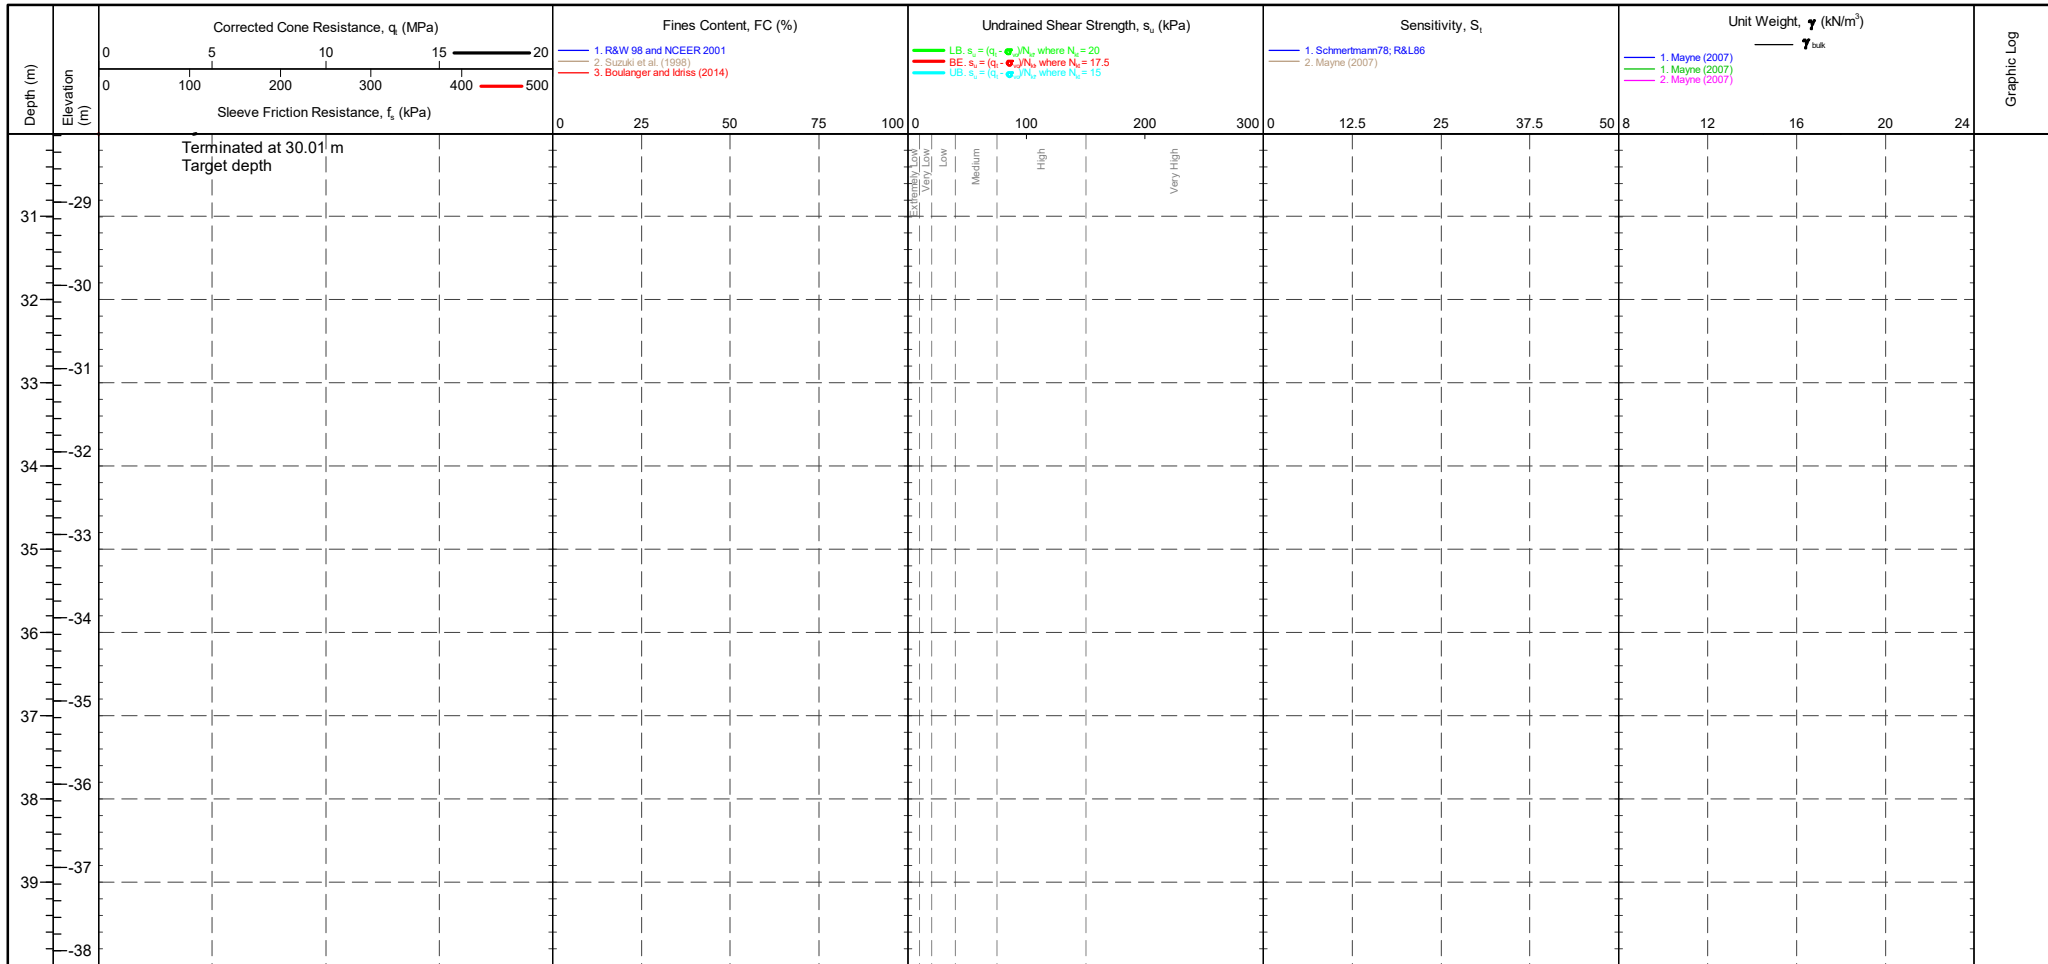 Depth (m)
Elevation
(m)
Corrected Cone Resistance, qt (MPa)
0 5 10 15 20
0 100 200 300 400 500
Sleeve Friction Resistance, fs (kPa)
Fines Content, FC (%)
1. R&W 98 and NCEER 2001
2. Suzuki et al. (1998)
3. Boulanger and Idriss (2014)
0 25 50 75 100
Undrained Shear Strength, su (kPa)
LB. su = (qt - σvo)/Nkt where Nkt = 20
BE. su = (qt - σvo)/Nkt where Nkt = 17.5
UB. su = (qt - σvo)/Nkt where Nkt = 15
0 100 200 300
Sensitivity, St
1. Schmertmann78; R&L86
2. Mayne (2007)
0 12.5 25 37.5 50
Unit Weight, γ (kN/m³)
γbulk
1. Mayne (2007)
1. Mayne (2007)
2. Mayne (2007)
8 12 16 20 24
Graphic Log
Terminated at 30.01 m
Target depth
Extremely Low
Very Low
Low
Medium
High
Very High
-29
31
-30
32
-31
33
-32
34
-33
35
-34
36
-35
37
-36
38
-37
39
-38